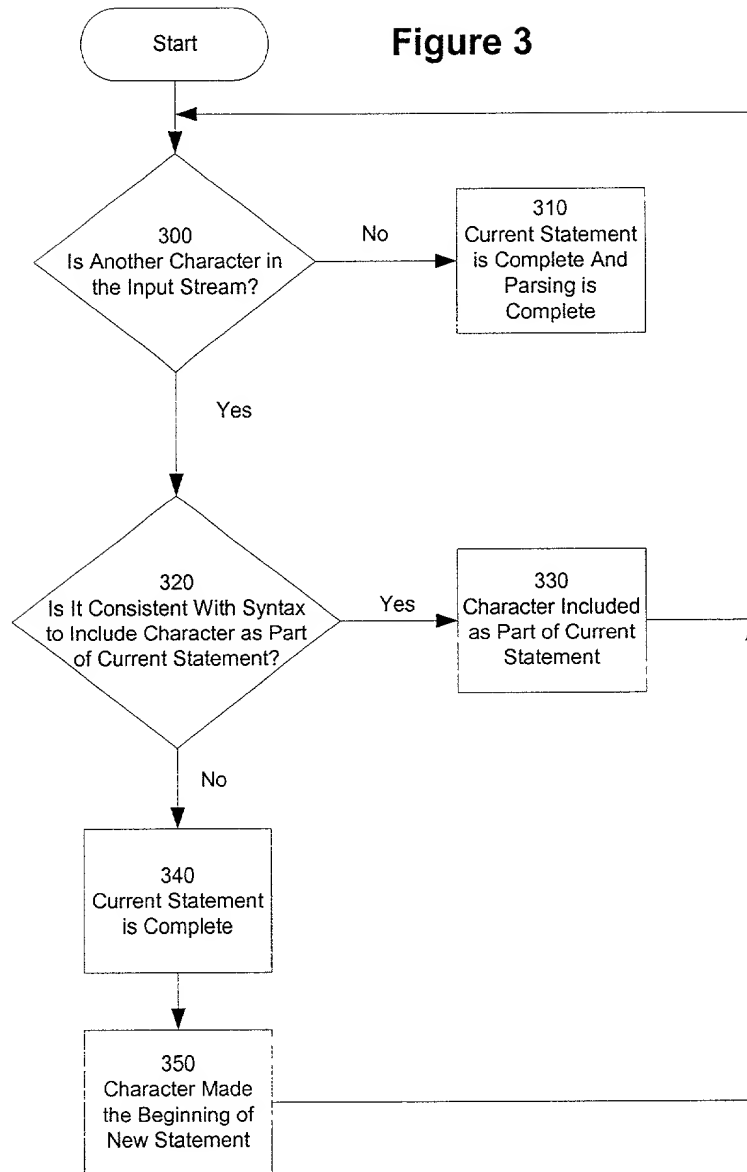 Start
Figure 3
300
Is Another Character in
the Input Stream?
No
310
Current Statement
is Complete And
Parsing is
Complete
Yes
320
Is It Consistent With Syntax
to Include Character as Part
of Current Statement?
Yes
330
Character Included
as Part of Current
Statement
No
340
Current Statement
is Complete
350
Character Made
the Beginning of
New Statement